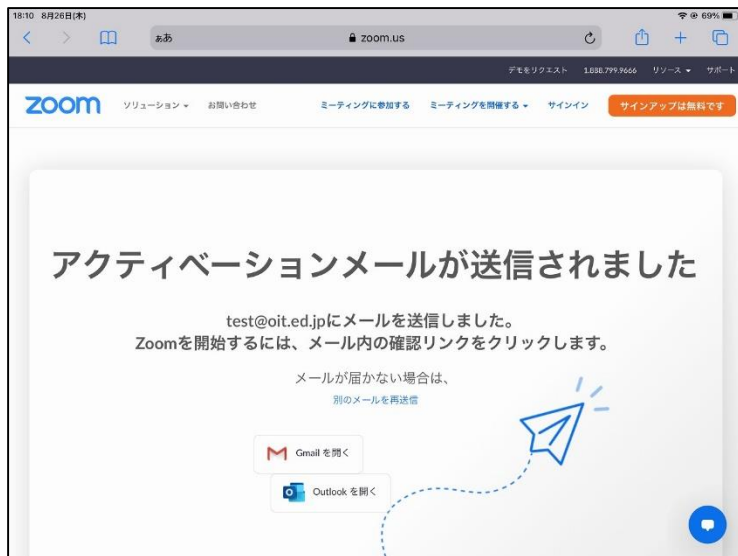 18:10 8月26日(木)
69%
ああ
zoom.us
デモをリクエスト 1.888.799.9666 リソース サポート
zoom ソリューション お問い合わせ ミーティングに参加する ミーティングを開催する サインイン サインアップは無料です
アクティベーションメールが送信されました
test@oit.ed.jpにメールを送信しました。
Zoomを開始するには、メール内の確認リンクをクリックします。
メールが届かない場合は、
別のメールを再送信
Gmail を開く
Outlook を開く